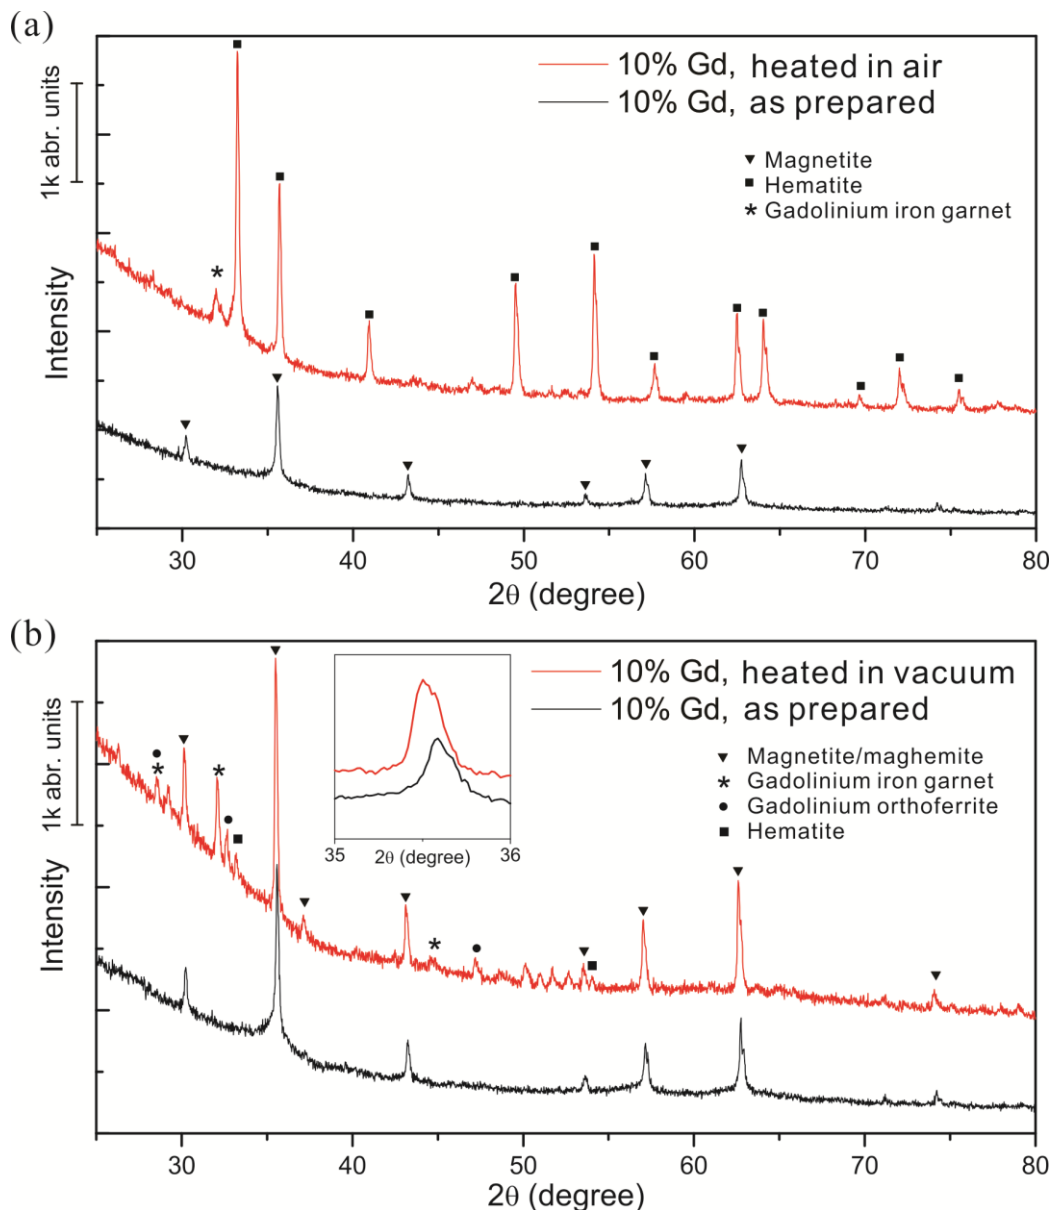 (a)
1k abr. units
Intensity
10% Gd, heated in air
10% Gd, as prepared
▼ Magnetite
■ Hematite
* Gadolinium iron garnet
*
30 40 50 60 70 80
2θ (degree)
(b)
1k abr. units
Intensity
10% Gd, heated in vacuum
10% Gd, as prepared
▼ Magnetite/maghemite
* Gadolinium iron garnet
● Gadolinium orthoferrite
■ Hematite
35 2θ (degree) 36
*
*
*
30 40 50 60 70 80
2θ (degree)